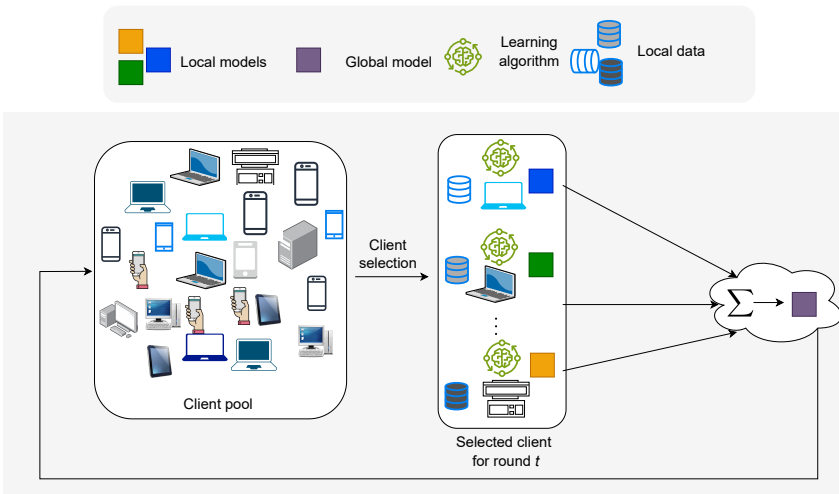 Local models
Global model
Learning
algorithm
Local data
Client
selection
∑
Client pool
Selected client
for round t